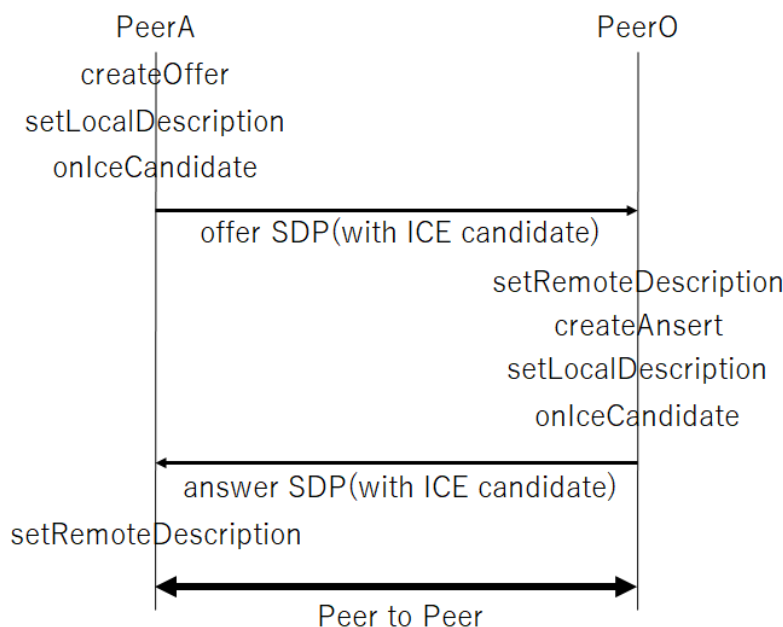 PeerA
PeerO
createOffer
setLocalDescription
onIceCandidate
offer SDP(with ICE candidate)
setRemoteDescription
createAnsert
setLocalDescription
onIceCandidate
answer SDP(with ICE candidate)
setRemoteDescription
Peer to Peer